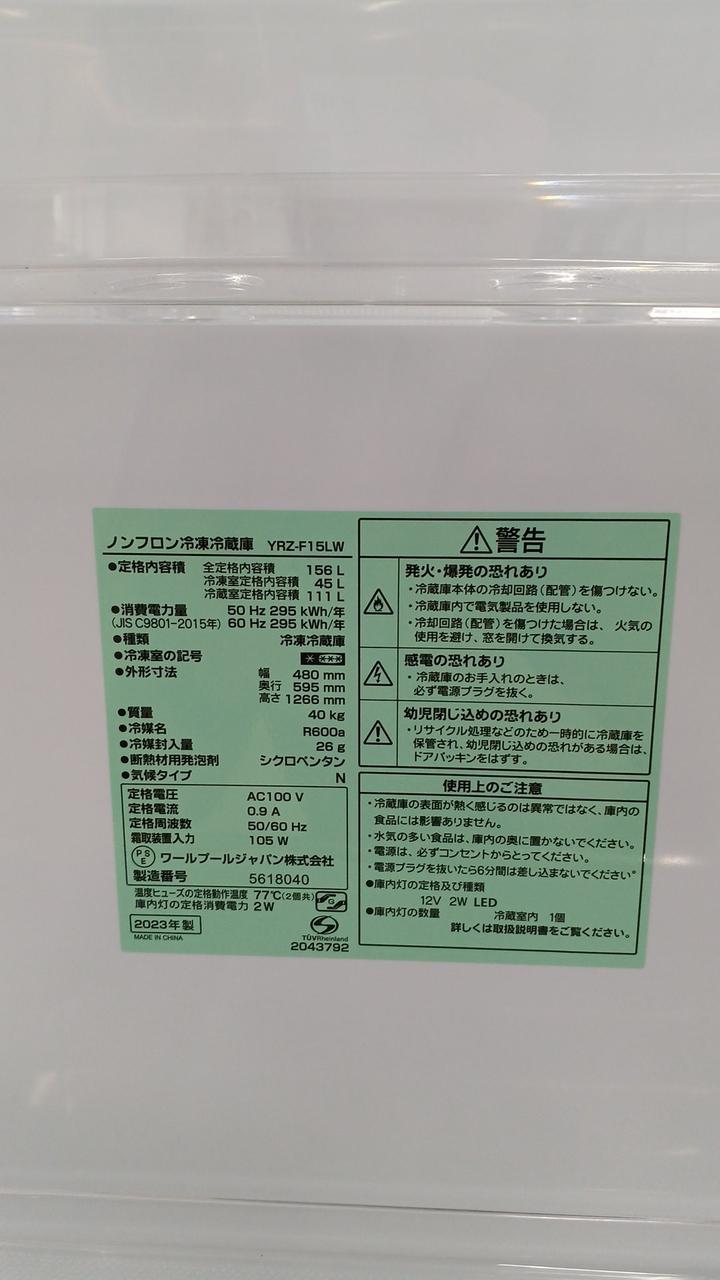 ノンフロン冷凍冷蔵庫 YRZ-F15LW
●定格内容積 全定格内容積 156 L
冷凍室定格内容積 45 L
冷蔵室定格内容積 111 L
●消費電力量 50 Hz 295 kWh/年
(JIS C9801-2015年) 60 Hz 295 kWh/年
●種類 冷凍冷蔵庫
●冷凍室の記号
●外形寸法 幅 480 mm
奥行 595 mm
高さ 1266 mm
●質量 40 kg
●冷媒名 R600a
●冷媒封入量 26 g
●断熱材用発泡剤 シクロペンタン
●気候タイプ N
定格電圧 AC100 V
定格電流 0.9 A
定格周波数 50/60 Hz
霜取装置入力 105 W
PSE ワールプールジャパン株式会社
製造番号 5618040
温度ヒューズの定格動作温度 77℃(2個共)
庫内灯の定格消費電力 2W
2023年製
MADE IN CHINA
TÜVRheinland
2043792
警告
発火・爆発の恐れあり
・冷蔵庫本体の冷却回路(配管)を傷つけない。
・冷蔵庫内で電気製品を使用しない。
・冷却回路(配管)を傷つけた場合は、火気の
使用を避け、窓を開けて換気する。
感電の恐れあり
・冷蔵庫のお手入れのときは、
必ず電源プラグを抜く。
幼児閉じ込めの恐れあり
・リサイクル処理などのため一時的に冷蔵庫を
保管され、幼児閉じ込めの恐れがある場合は、
ドアパッキンをはずす。
使用上のご注意
・冷蔵庫の表面が熱く感じるのは異常ではなく、庫内の
食品には影響ありません。
・水気の多い食品は、庫内の奥に置かないでください。
・電源は、必ずコンセントからとってください。
・電源プラグを抜いたら6分間は差し込まないでください。
●庫内灯の定格及び種類
12V 2W LED
●庫内灯の数量 冷蔵室内 1個
詳しくは取扱説明書をご覧ください。